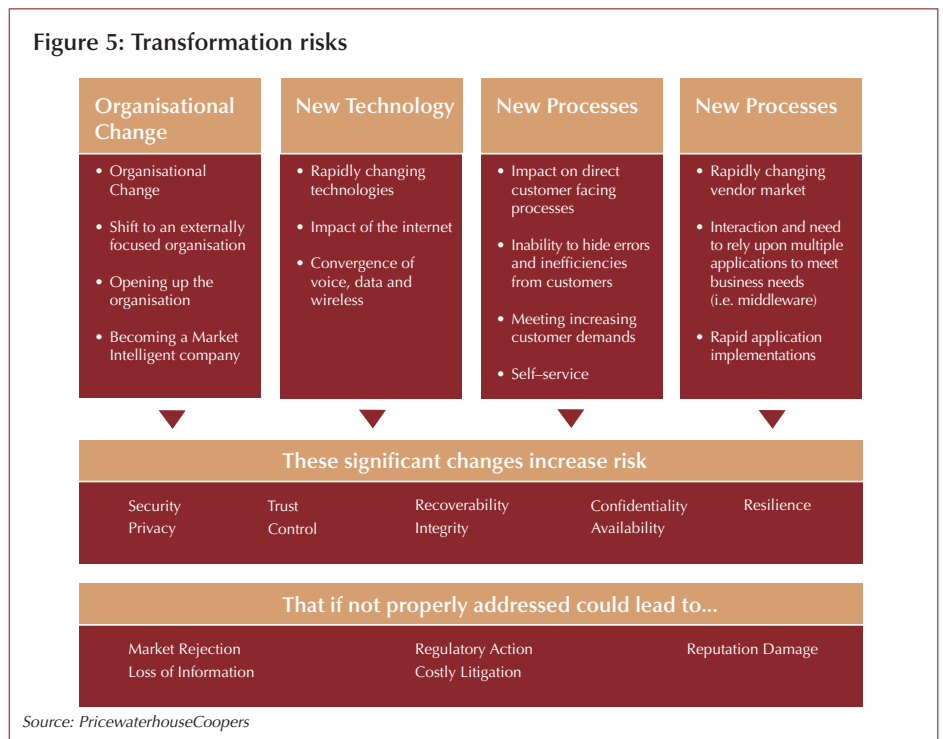 Figure 5: Transformation risks
Organisational
Change
• Organisational
Change
• Shift to an externally
focused organisation
• Opening up the
organisation
• Becoming a Market
Intelligent company
New Technology
• Rapidly changing
technologies
• Impact of the internet
• Convergence of
voice, data and
wireless
New Processes
• Impact on direct
customer facing
processes
• Inability to hide errors
and inefficiencies
from customers
• Meeting increasing
customer demands
• Self–service
New Processes
• Rapidly changing
vendor market
• Interaction and need
to rely upon multiple
applications to meet
business needs
(i.e. middleware)
• Rapid application
implementations
These significant changes increase risk
Security
Privacy
Trust
Control
Recoverability
Integrity
Confidentiality
Availability
Resilience
That if not properly addressed could lead to...
Market Rejection
Loss of Information
Regulatory Action
Costly Litigation
Reputation Damage
Source: PricewaterhouseCoopers